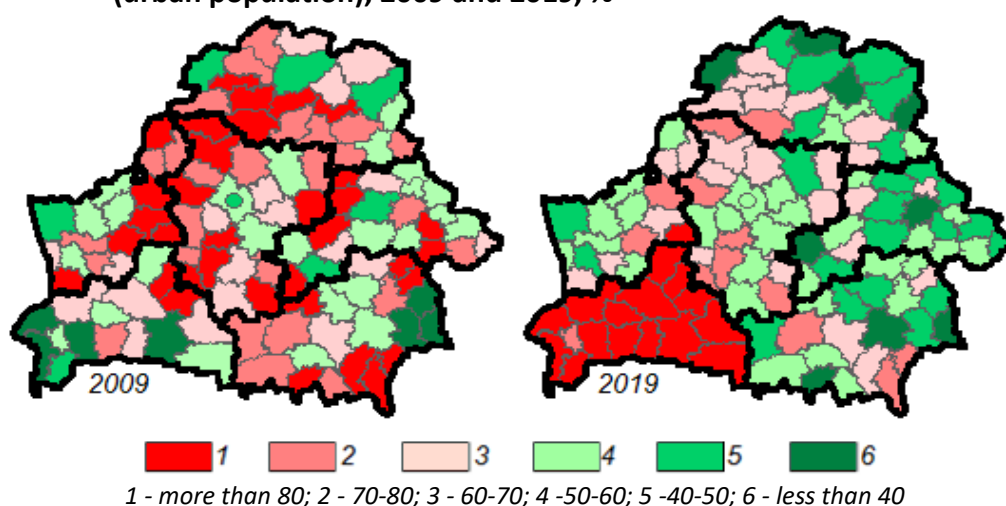 (urban population), 2009 and 2019, %
2009
2019
1 2 3 4 5 6
1 - more than 80; 2 - 70-80; 3 - 60-70; 4 -50-60; 5 -40-50; 6 - less than 40